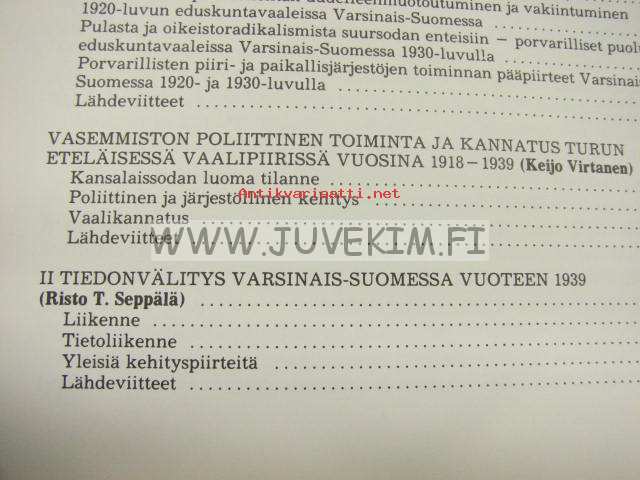 uudelleenmuotoutuminen ja vakiintuminen
1920-luvun eduskuntavaaleissa Varsinais-Suomessa
Pulasta ja oikeistoradikalismista suursodan enteisiin – porvarilliset
eduskuntavaaleissa Varsinais-Suomessa 1930-luvulla
Porvarillisten piiri- ja paikallisjärjestöjen toiminnan pääpiirteet
Suomessa 1920- ja 1930-luvulla
Lähdeviitteet
VASEMMISTON POLIITTINEN TOIMINTA JA KANNATUS TURUN
ETELÄISESSÄ VAALIPIIRISSÄ VUOSINA 1918–1939 (Keijo Virtanen)
Kansalaissodan luoma tilanne
Antikvariaatti.net
Poliittinen ja järjestöllinen kehitys
Vaalikannatus
WWW.JUVEKIM.FI
Lähdeviitteet
II TIEDONVÄLITYS VARSINAIS-SUOMESSA VUOTEEN 1939
(Risto T. Seppälä)
Liikenne
Tietoliikenne
Yleisiä kehityspiirteitä
Lähdeviitteet